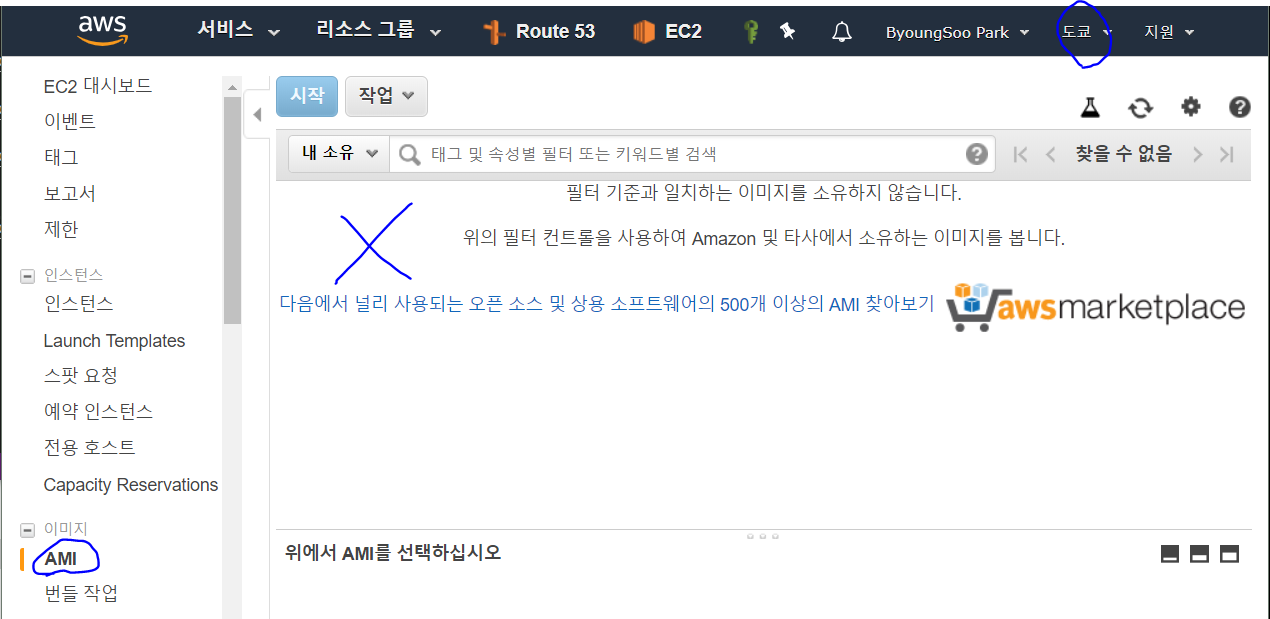 aws 서비스 리소스 그룹 Route 53 EC2 ByoungSoo Park 도쿄 지원
EC2 대시보드
이벤트
태그
보고서
제한
인스턴스
인스턴스
Launch Templates
스팟 요청
예약 인스턴스
전용 호스트
Capacity Reservations
이미지
AMI
번들 작업
시작 작업
내 소유 태그 및 속성별 필터 또는 키워드별 검색 찾을 수 없음
필터 기준과 일치하는 이미지를 소유하지 않습니다.
위의 필터 컨트롤을 사용하여 Amazon 및 타사에서 소유하는 이미지를 봅니다.
다음에서 널리 사용되는 오픈 소스 및 상용 소프트웨어의 500개 이상의 AMI 찾아보기 awsmarketplace
위에서 AMI를 선택하십시오